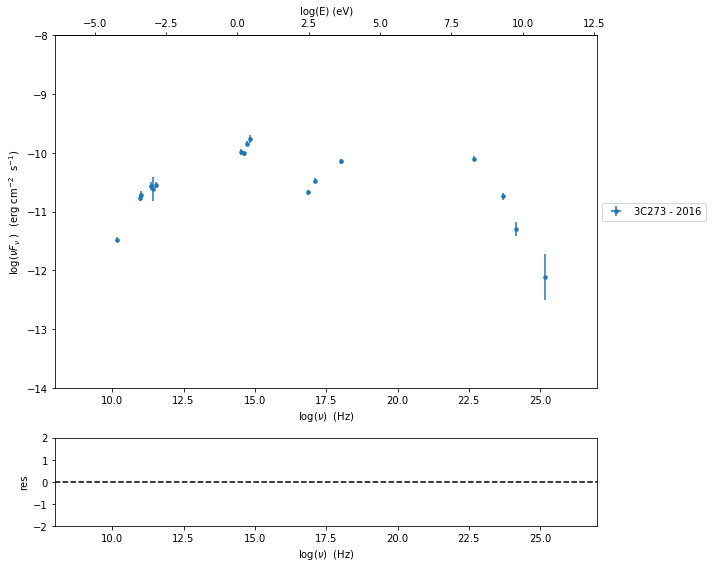 log(E) (eV)
−5.0 −2.5 0.0 2.5 5.0 7.5 10.0 12.5
−8
−9
−10
−11
−12
−13
−14
log(νFν ) (erg cm−2 s−1)
3C273 - 2016
10.0 12.5 15.0 17.5 20.0 22.5 25.0
log(ν) (Hz)
2
1
0
−1
−2
res
10.0 12.5 15.0 17.5 20.0 22.5 25.0
log(ν) (Hz)